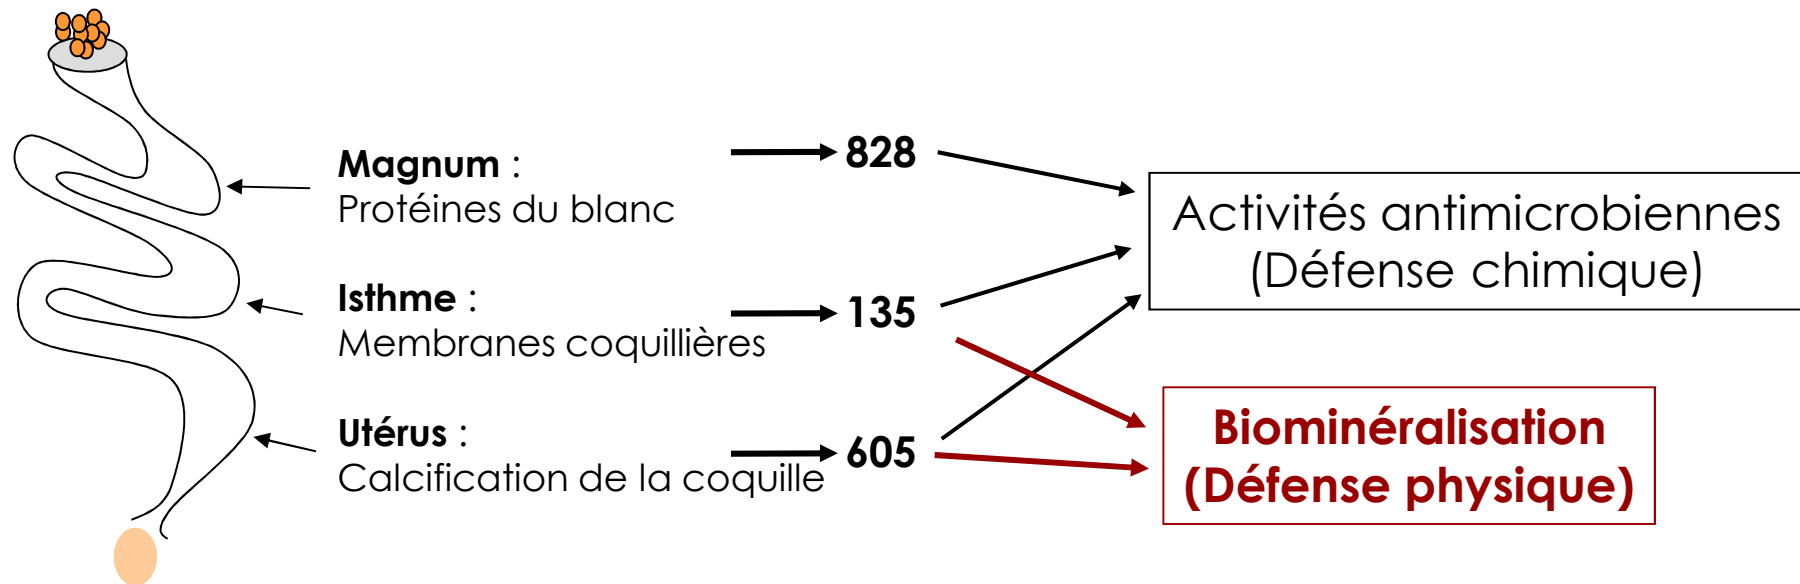 Magnum :
Protéines du blanc
828
Isthme :
Membranes coquillières
135
Utérus :
Calcification de la coquille
605
Activités antimicrobiennes
(Défense chimique)
Biominéralisation
(Défense physique)